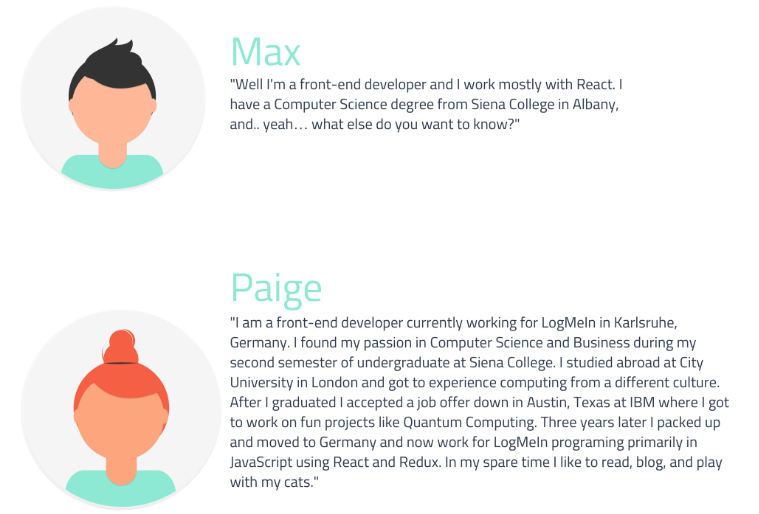 Max
"Well I'm a front-end developer and I work mostly with React. I
have a Computer Science degree from Siena College in Albany,
and.. yeah… what else do you want to know?"
Paige
"I am a front-end developer currently working for LogMeIn in Karlsruhe,
Germany. I found my passion in Computer Science and Business during my
second semester of undergraduate at Siena College. I studied abroad at City
University in London and got to experience computing from a different culture.
After I graduated I accepted a job offer down in Austin, Texas at IBM where I got
to work on fun projects like Quantum Computing. Three years later I packed up
and moved to Germany and now work for LogMeIn programing primarily in
JavaScript using React and Redux. In my spare time I like to read, blog, and play
with my cats."